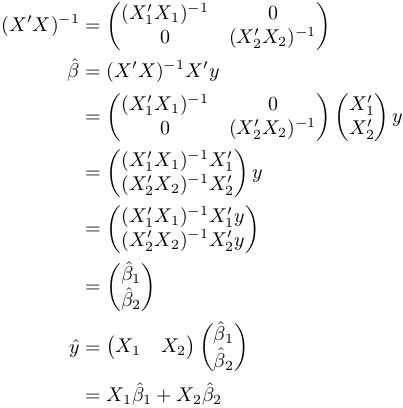 $(X'X)^{-1} = \begin{pmatrix} (X_1'X_1)^{-1} & 0 \\ 0 & (X_2'X_2)^{-1} \end{pmatrix}$
$\hat{\beta} = (X'X)^{-1}X'y$
$= \begin{pmatrix} (X_1'X_1)^{-1} & 0 \\ 0 & (X_2'X_2)^{-1} \end{pmatrix} \begin{pmatrix} X_1' \\ X_2' \end{pmatrix} y$
$= \begin{pmatrix} (X_1'X_1)^{-1}X_1' \\ (X_2'X_2)^{-1}X_2' \end{pmatrix} y$
$= \begin{pmatrix} (X_1'X_1)^{-1}X_1'y \\ (X_2'X_2)^{-1}X_2'y \end{pmatrix}$
$= \begin{pmatrix} \hat{\beta}_1 \\ \hat{\beta}_2 \end{pmatrix}$
$\hat{y} = \begin{pmatrix} X_1 & X_2 \end{pmatrix} \begin{pmatrix} \hat{\beta}_1 \\ \hat{\beta}_2 \end{pmatrix}$
$= X_1\hat{\beta}_1 + X_2\hat{\beta}_2$